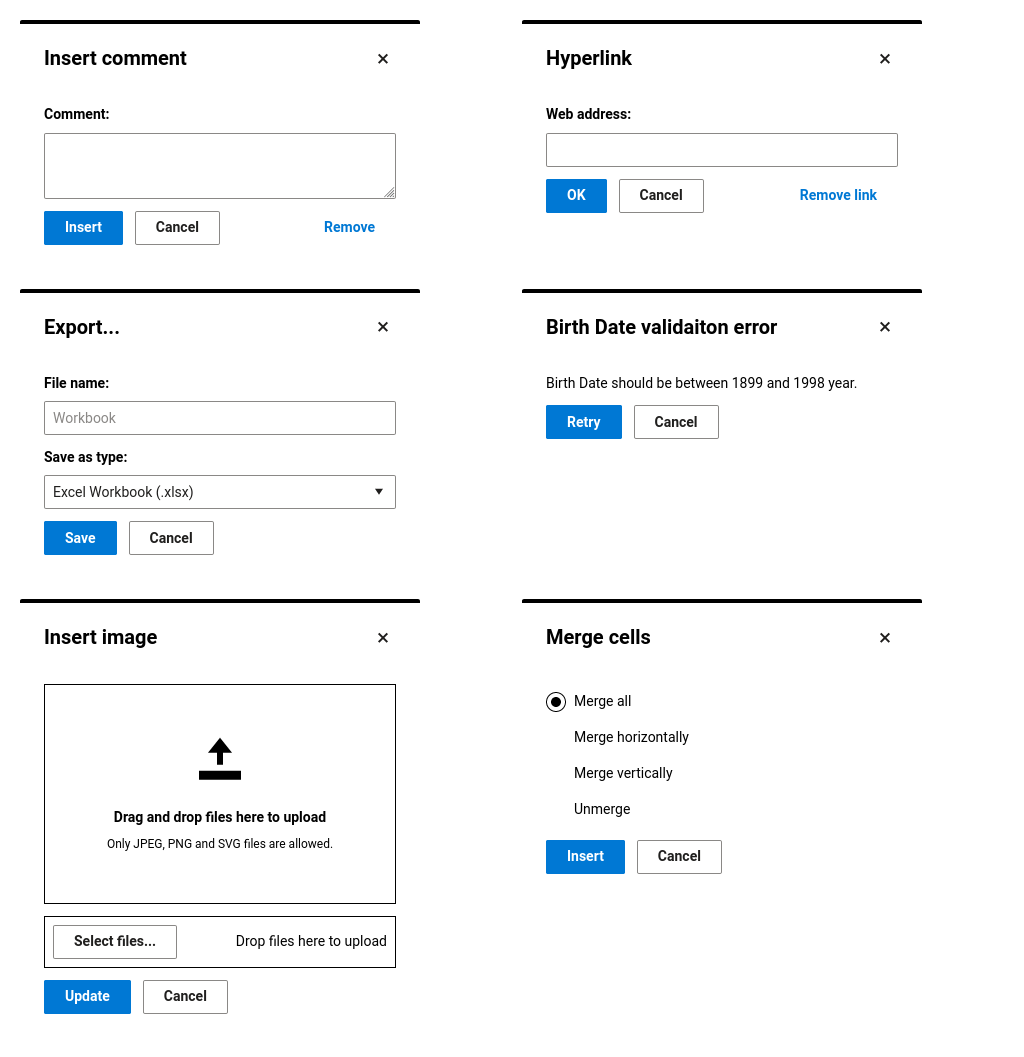 Insert comment
Comment:
Insert
Cancel
Remove
Hyperlink
Web address:
OK
Cancel
Remove link
Export...
File name:
Workbook
Save as type:
Excel Workbook (.xlsx)
Save
Cancel
Birth Date validaiton error
Birth Date should be between 1899 and 1998 year.
Retry
Cancel
Insert image
Drag and drop files here to upload
Only JPEG, PNG and SVG files are allowed.
Select files...
Drop files here to upload
Update
Cancel
Merge cells
Merge all
Merge horizontally
Merge vertically
Unmerge
Insert
Cancel